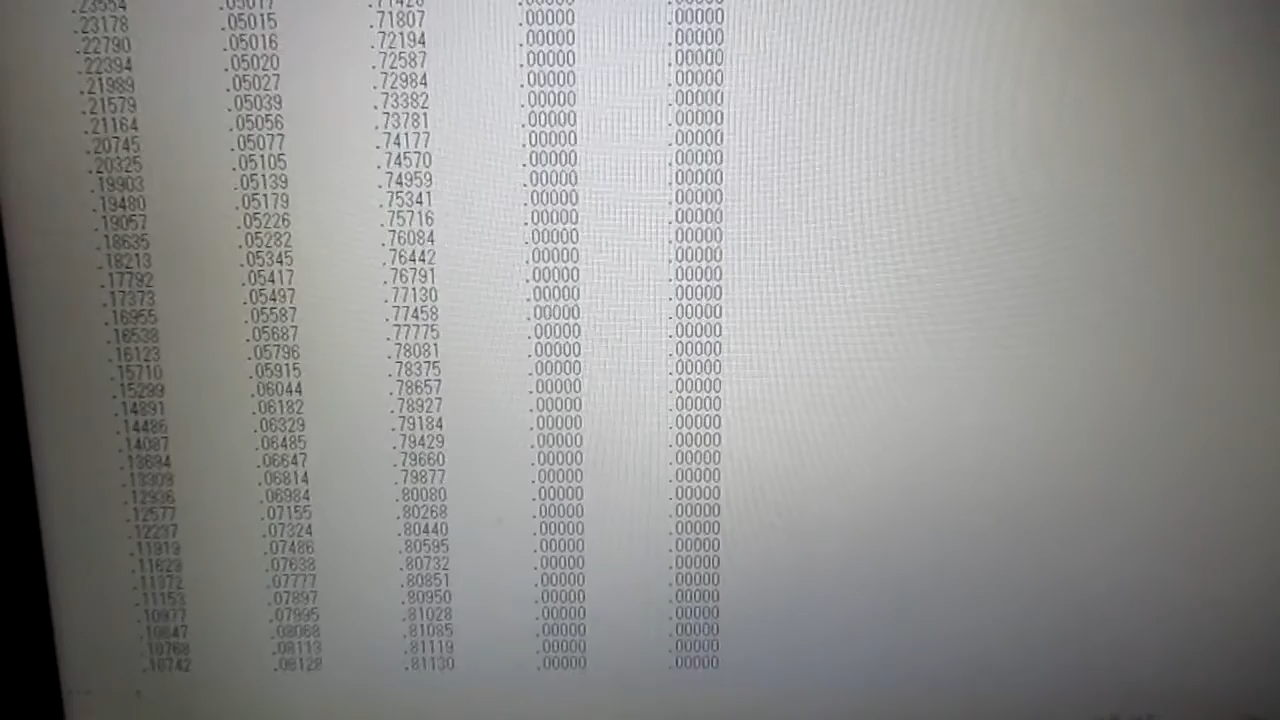 .23554 .05017 .71420 .00000 .00000
.23178 .05015 .71807 .00000 .00000
.22790 .05016 .72194 .00000 .00000
.22394 .05020 .72587 .00000 .00000
.21989 .05027 .72984 .00000 .00000
.21579 .05039 .73382 .00000 .00000
.21164 .05056 .73781 .00000 .00000
.20745 .05077 .74177 .00000 .00000
.20325 .05105 .74570 .00000 .00000
.19903 .05139 .74959 .00000 .00000
.19480 .05179 .75341 .00000 .00000
.19057 .05226 .75716 .00000 .00000
.18635 .05282 .76084 .00000 .00000
.18213 .05345 .76442 .00000 .00000
.17792 .05417 .76791 .00000 .00000
.17373 .05497 .77130 .00000 .00000
.16955 .05587 .77458 .00000 .00000
.16538 .05687 .77775 .00000 .00000
.16123 .05796 .78081 .00000 .00000
.15710 .05915 .78375 .00000 .00000
.15299 .06044 .78657 .00000 .00000
.14891 .06182 .78927 .00000 .00000
.14486 .06329 .79184 .00000 .00000
.14087 .06485 .79429 .00000 .00000
.13694 .06647 .79660 .00000 .00000
.13309 .06814 .79877 .00000 .00000
.12936 .06984 .80080 .00000 .00000
.12577 .07155 .80268 .00000 .00000
.12237 .07324 .80440 .00000 .00000
.11919 .07486 .80595 .00000 .00000
.11629 .07638 .80732 .00000 .00000
.11372 .07777 .80851 .00000 .00000
.11153 .07897 .80950 .00000 .00000
.10977 .07995 .81028 .00000 .00000
.10847 .08068 .81085 .00000 .00000
.10768 .08113 .81119 .00000 .00000
.10742 .08128 .81130 .00000 .00000